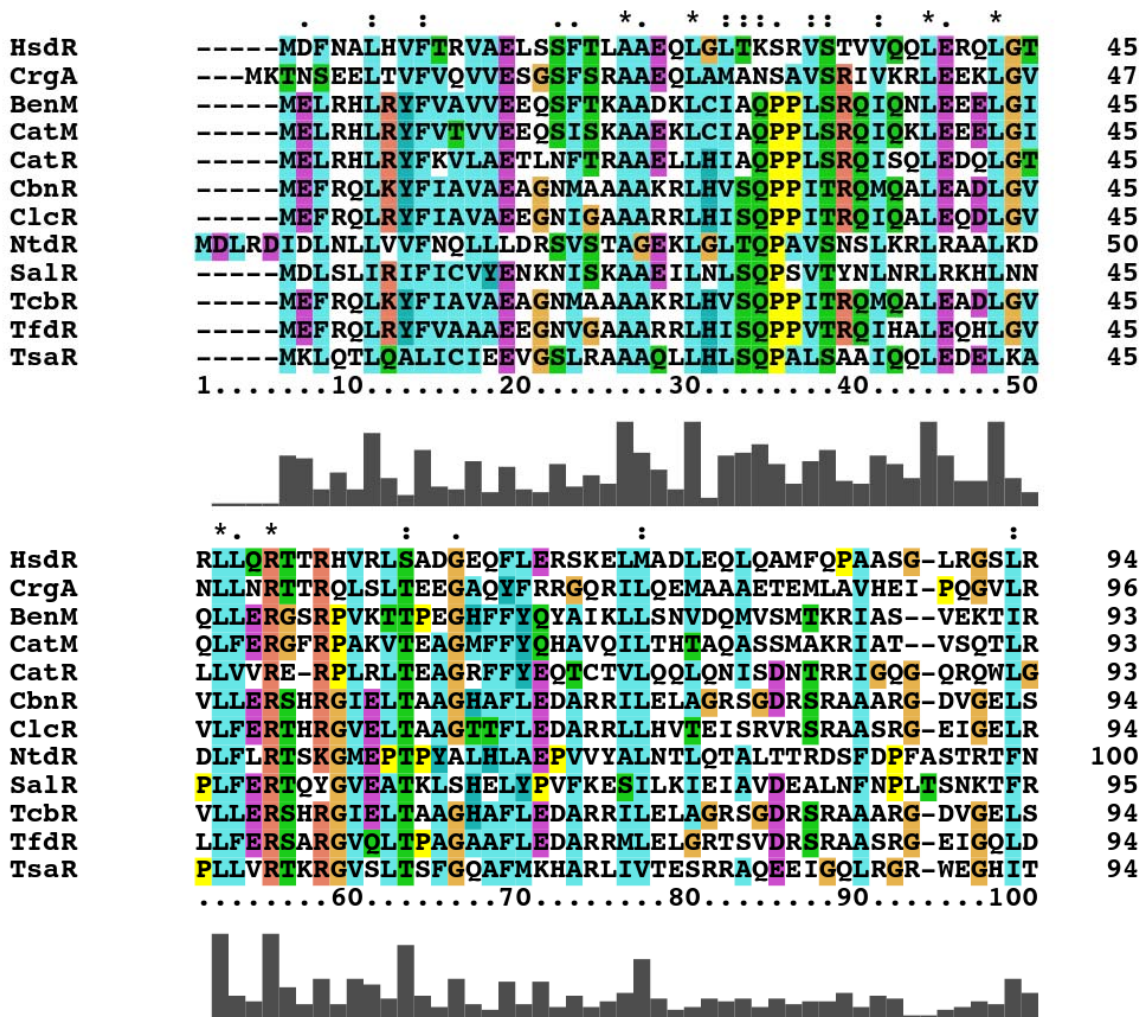 *. * :::. :: : *. *
HsdR -----MDFNALHVFTRVAELSSFTLAAEQLGLTKSRVSTVVQQLERQLGT 45
CrgA ---MKTNSEELTVFVQVVESGSFSRAAEQLAMANSAVSRIVKRLEEKLGV 47
BenM -----MELRHLRYFVAVVEEQSFTKAADKLCIAQPPLSRQIQNLEEELGI 45
CatM -----MELRHLRYFVTVVEEQSISKAAEKLCIAQPPLSRQIQKLEEELGI 45
CatR -----MELRHLRYFKVLAETLNFTRAAELLHIAQPPLSRQISQLEDQLGT 45
CbnR -----MEFRQLKYFIAVAEAGNMAAAAKRLHVSQPPITRQMQALEADLGV 45
ClcR -----MEFRQLRYFIAVAEEGNIGAAARRLHISQPPITRQIQALEQDLGV 45
NtdR MDLRDIDLNLLVVFNQLLLDRSVSTAGEKLGLTQPAVSNSLKRLRAALKD 50
SalR -----MDLSLIRIFICVYENKNISKAAEILNLSQPSVTYNLNRLRKHLNN 45
TcbR -----MEFRQLKYFIAVAEAGNMAAAAKRLHVSQPPITRQMQALEADLGV 45
TfdR -----MEFRQLRYFVAAAEEGNVGAAARRLHISQPPVTRQIHALEQHLGV 45
TsaR -----MKLQTLQALICIEEVGSLRAAAQLLHLSQPALSAAIQQLEDELKA 45
1........10........20........30........40........50
*. * : . : :
HsdR RLLQRTTRHVRLSADGEQFLERSKELMADLEQLQAMFQPAASG-LRGSLR 94
CrgA NLLNRTTRQLSLTEEGAQYFRRGQRILQEMAAAETEMLAVHEI-PQGVLR 96
BenM QLLERGSRPVKTTPEGHFFYQYAIKLLSNVDQMVSMTKRIAS--VEKTIR 93
CatM QLFERGFRPAKVTEAGMFFYQHAVQILTHTAQASSMAKRIAT--VSQTLR 93
CatR LLVVRE-RPLRLTEAGRFFYEQTCTVLQQLQNISDNTRRIGQG-QRQWLG 93
CbnR VLLERSHRGIELTAAGHAFLEDARRILELAGRSGDRSRAAARG-DVGELS 94
ClcR VLFERTHRGVELTAAGTTFLEDARRLLHVTEISRVRSRAASRG-EIGELR 94
NtdR DLFLRTSKGMEPTPYALHLAEPVVYALNTLQTALTTRDSFDPFASTRTFN 100
SalR PLFERTQYGVEATKLSHELYPVFKESILKIEIAVDEALNFNPLTSNKTFR 95
TcbR VLLERSHRGIELTAAGHAFLEDARRILELAGRSGDRSRAAARG-DVGELS 94
TfdR LLFERSARGVQLTPAGAAFLEDARRMLELGRTSVDRSRAASRG-EIGQLD 94
TsaR PLLVRTKRGVSLTSFGQAFMKHARLIVTESRRAQEEIGQLRGR-WEGHIT 94
........60........70........80........90.......100